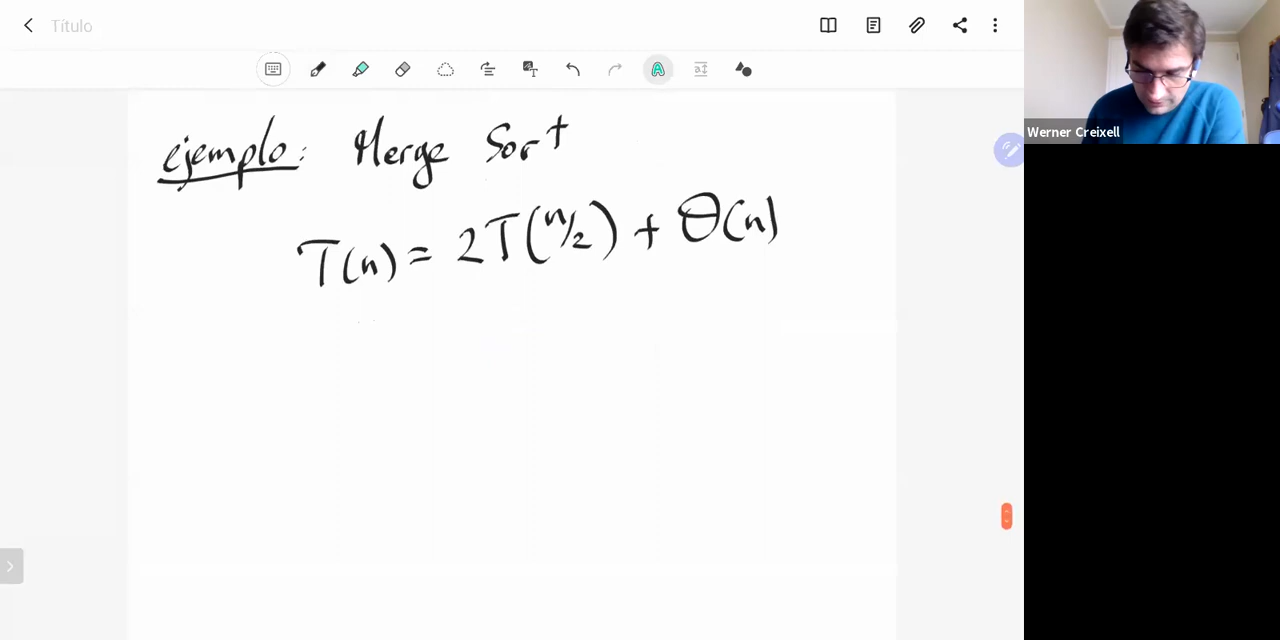 Título
ejemplo: Merge Sort
T(n) = 2T(n/2) + Θ(n)
Werner Creixell